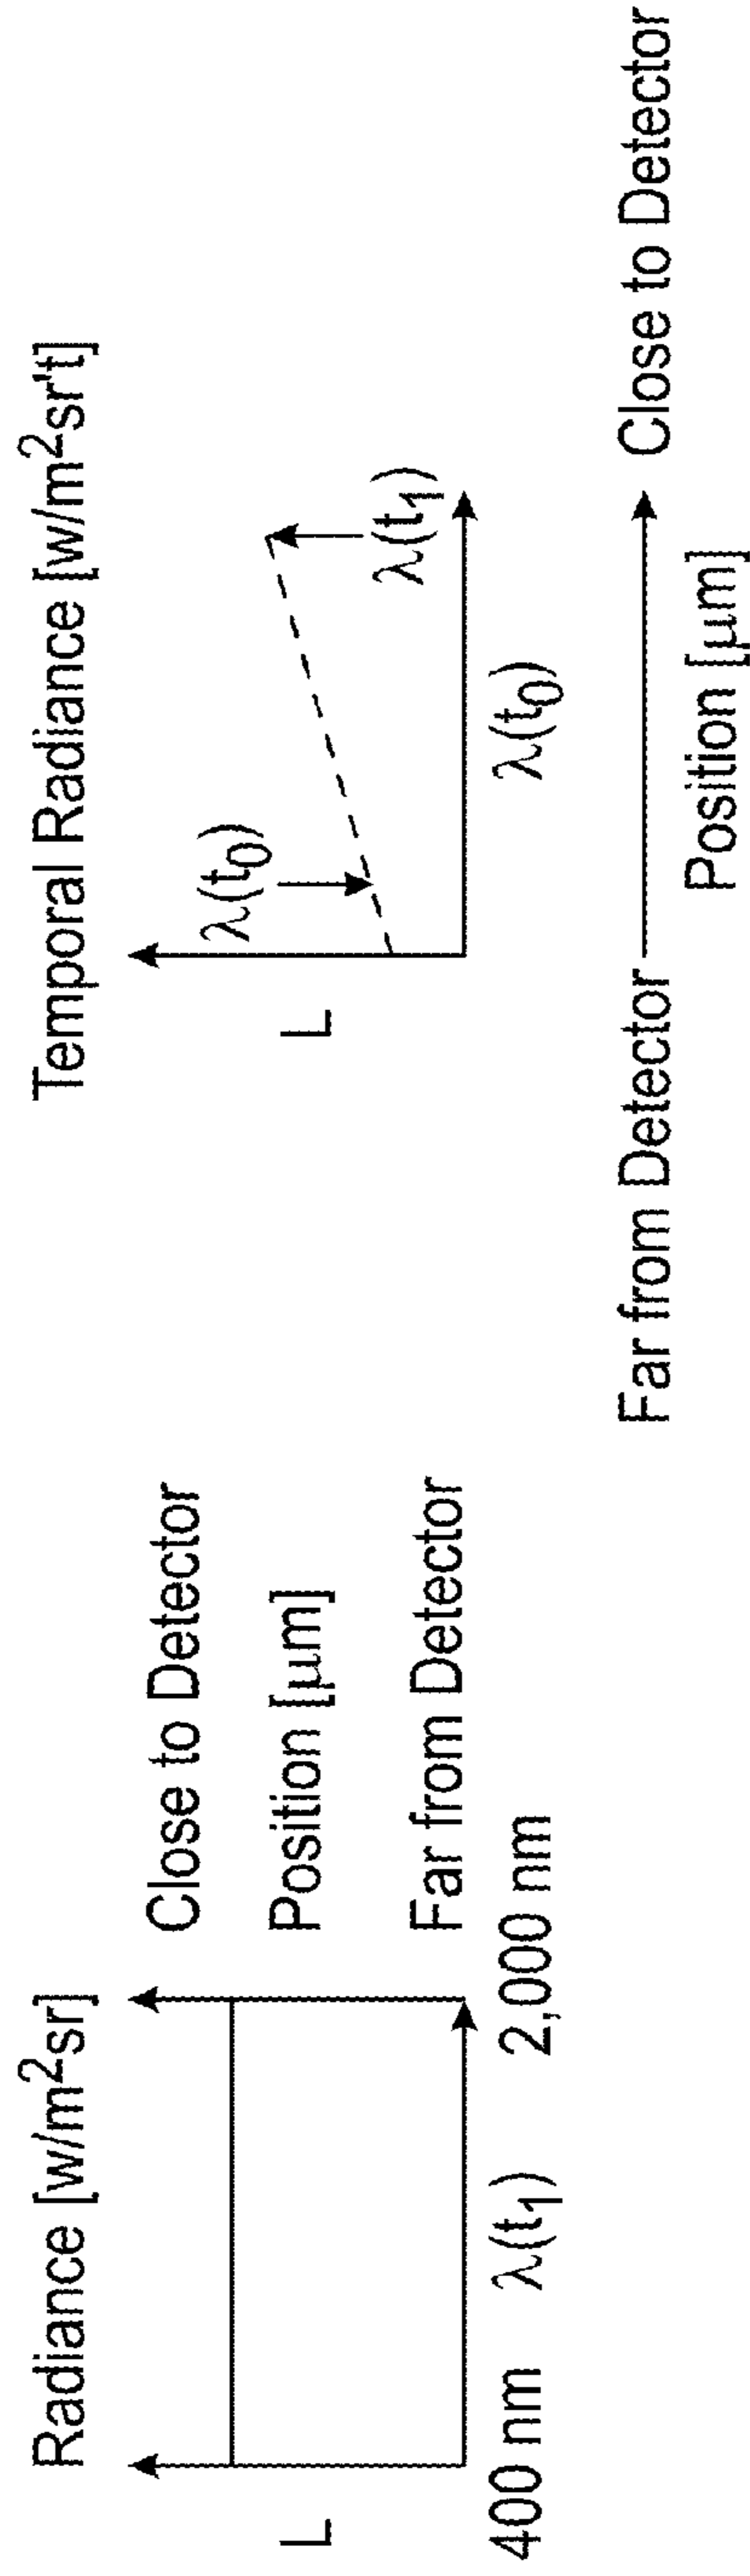 Radiance [w/m²sr]
L
Close to Detector
Position [µm]
Far from Detector
400 nm
λ(t₁)
2,000 nm
Temporal Radiance [w/m²sr't]
L
λ(t₀)
λ(t₁)
λ(t₀)
Far from Detector
Close to Detector
Position [µm]